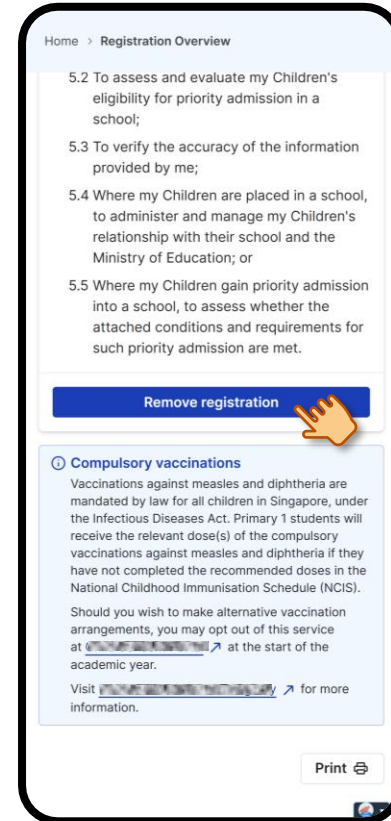 Home > Registration Overview
5.2 To assess and evaluate my Children's
eligibility for priority admission in a
school;
5.3 To verify the accuracy of the information
provided by me;
5.4 Where my Children are placed in a school,
to administer and manage my Children's
relationship with their school and the
Ministry of Education; or
5.5 Where my Children gain priority admission
into a school, to assess whether the
attached conditions and requirements for
such priority admission are met.
Remove registration
Compulsory vaccinations
Vaccinations against measles and diphtheria are
mandated by law for all children in Singapore, under
the Infectious Diseases Act. Primary 1 students will
receive the relevant dose(s) of the compulsory
vaccinations against measles and diphtheria if they
have not completed the recommended doses in the
National Childhood Immunisation Schedule (NCIS).
Should you wish to make alternative vaccination
arrangements, you may opt out of this service
at at the start of the
academic year.
Visit for more
information.
Print